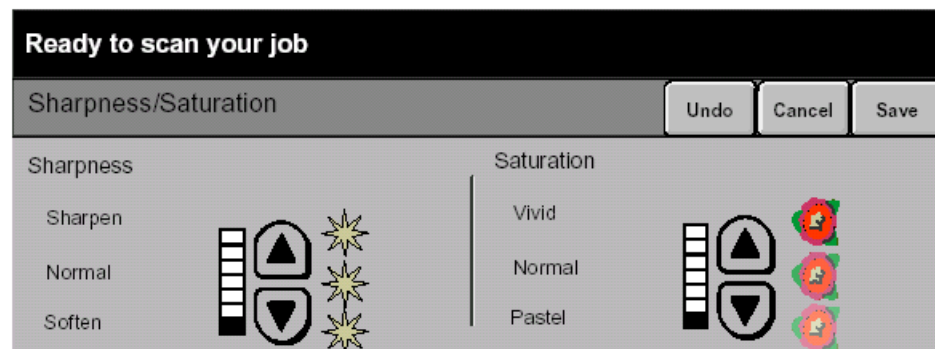 Ready to scan your job
Sharpness/Saturation
Undo
Cancel
Save
Sharpness
Sharpen
Normal
Soften
Saturation
Vivid
Normal
Pastel